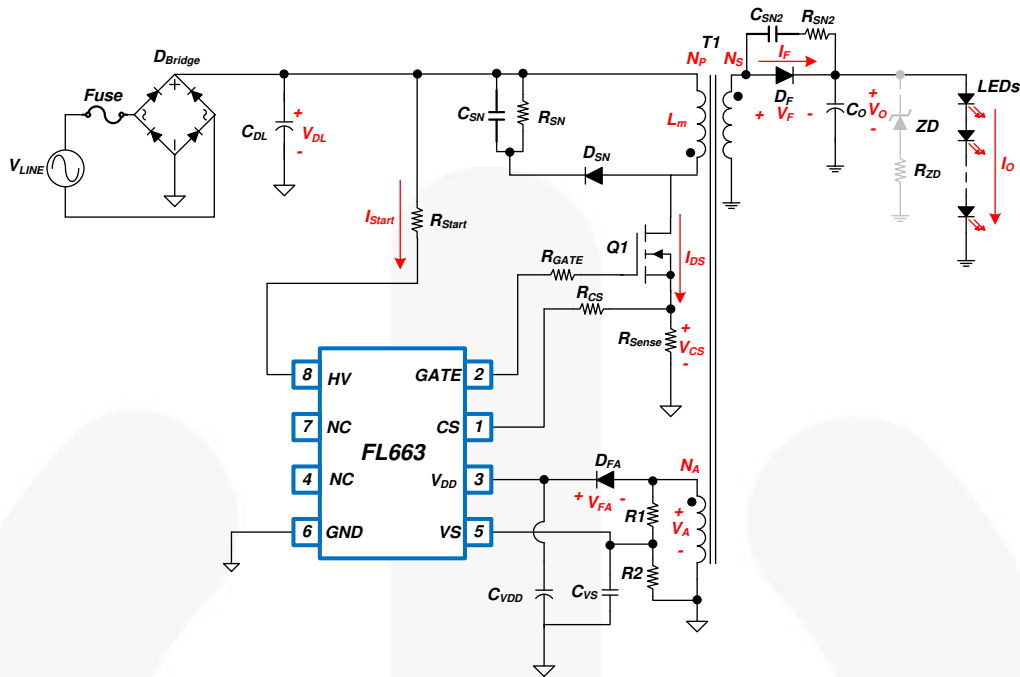 T1
C_SN2
R_SN2
D_Bridge
N_P
N_S
I_F
LEDs
Fuse
C_DL
+
V_DL
-
C_SN
R_SN
L_m
D_F
+ V_F -
C_O
+
V_O
-
ZD
R_ZD
I_O
V_LINE
D_SN
I_Start
R_Start
Q1
I_DS
R_GATE
R_CS
R_Sense
+
V_CS
-
8
HV
GATE
2
7
NC
CS
1
FL663
4
NC
V_DD
3
6
GND
VS
5
D_FA
+ V_FA -
N_A
R1
+
V_A
-
R2
C_VDD
C_VS